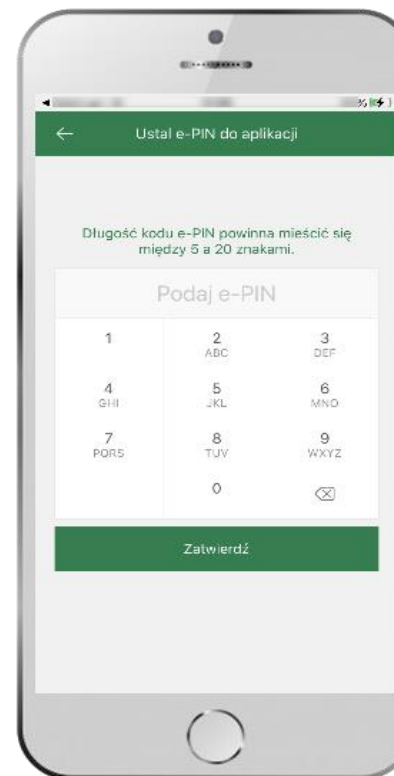 Ustal e-PIN do aplikacji
Długość kodu e-PIN powinna mieścić się
między 5 a 20 znakami.
Podaj e-PIN
1 2 3
ABC DEF
4 5 6
GHI JKL MNO
7 8 9
PQRS TUV WXYZ
0
Zatwierdź